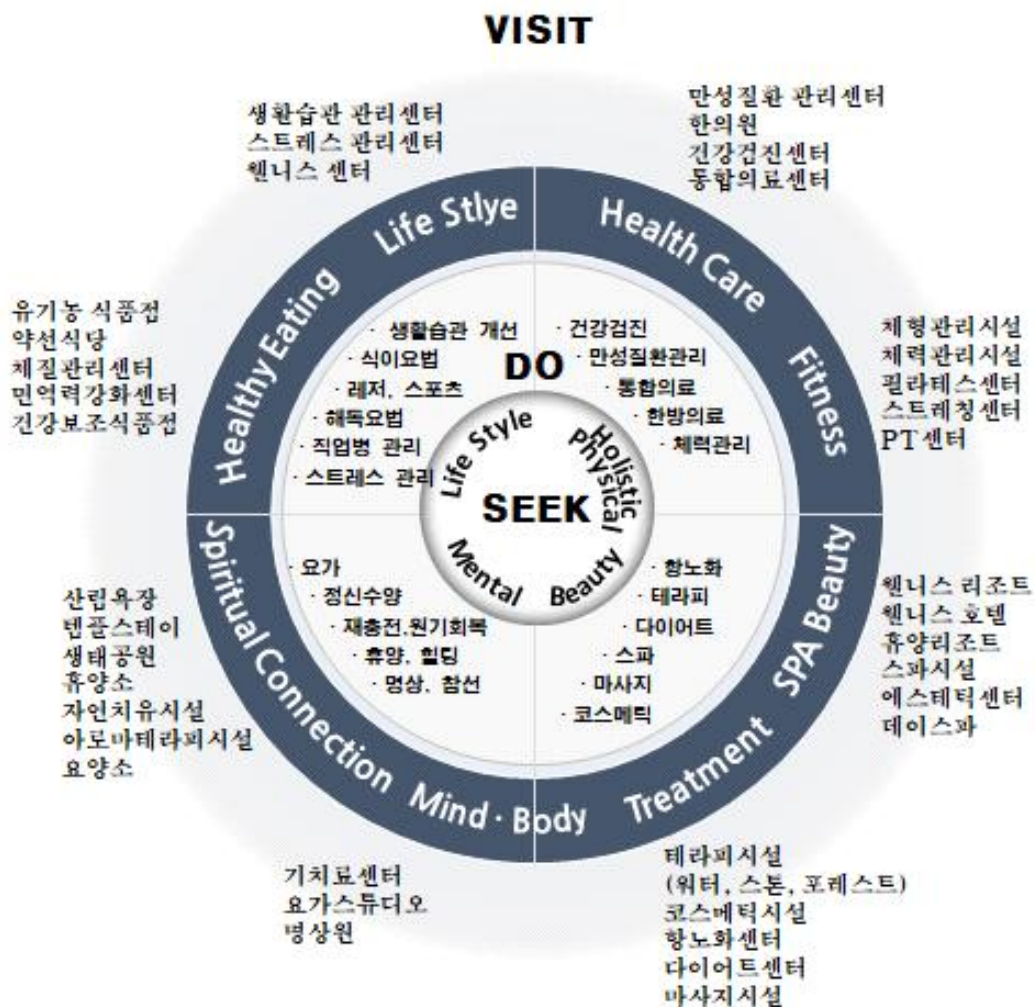 VISIT
생환습관 관리센터
스트레스 관리센터
웰니스 센터
만성질환 관리센터
한의원
건강검진센터
통합의료센터
Life Stlye
Health Care
Healthy Eating
Fitness
유기농 식품점
약선식당
체질관리센터
면역력강화센터
건강보조식품점
체형관리시설
체력관리시설
필라테스센터
스트레칭센터
PT센터
· 생활습관 개선
· 식이요법
· 레저, 스포츠
· 해독요법
· 직업병 관리
· 스트레스 관리
DO
· 건강검진
· 만성질환관리
· 통합의료
· 한방의료
· 체력관리
Life Style
Holistic
Physical
SEEK
Mental
Beauty
· 요가
· 정신수양
· 재충전,원기회복
· 휴양, 힐링
· 명상, 참선
· 항노화
· 테라피
· 다이어트
· 스파
· 마사지
· 코스메틱
Spiritual Connection
SPA Beauty
Mind · Body
Treatment
산림욕장
템플스테이
생태공원
휴양소
자연치유시설
아로마테라피시설
요양소
웰니스 리조트
웰니스 호텔
휴양리조트
스파시설
에스테틱센터
데이스파
기치료센터
요가스튜디오
명상원
테라피시설
(워터, 스톤, 포레스트)
코스메틱시설
항노화센터
다이어트센터
마사지시설